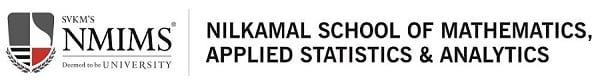 SVKM'S
NMIMS®
Deemed to be UNIVERSITY
NILKAMAL SCHOOL OF MATHEMATICS,
APPLIED STATISTICS & ANALYTICS